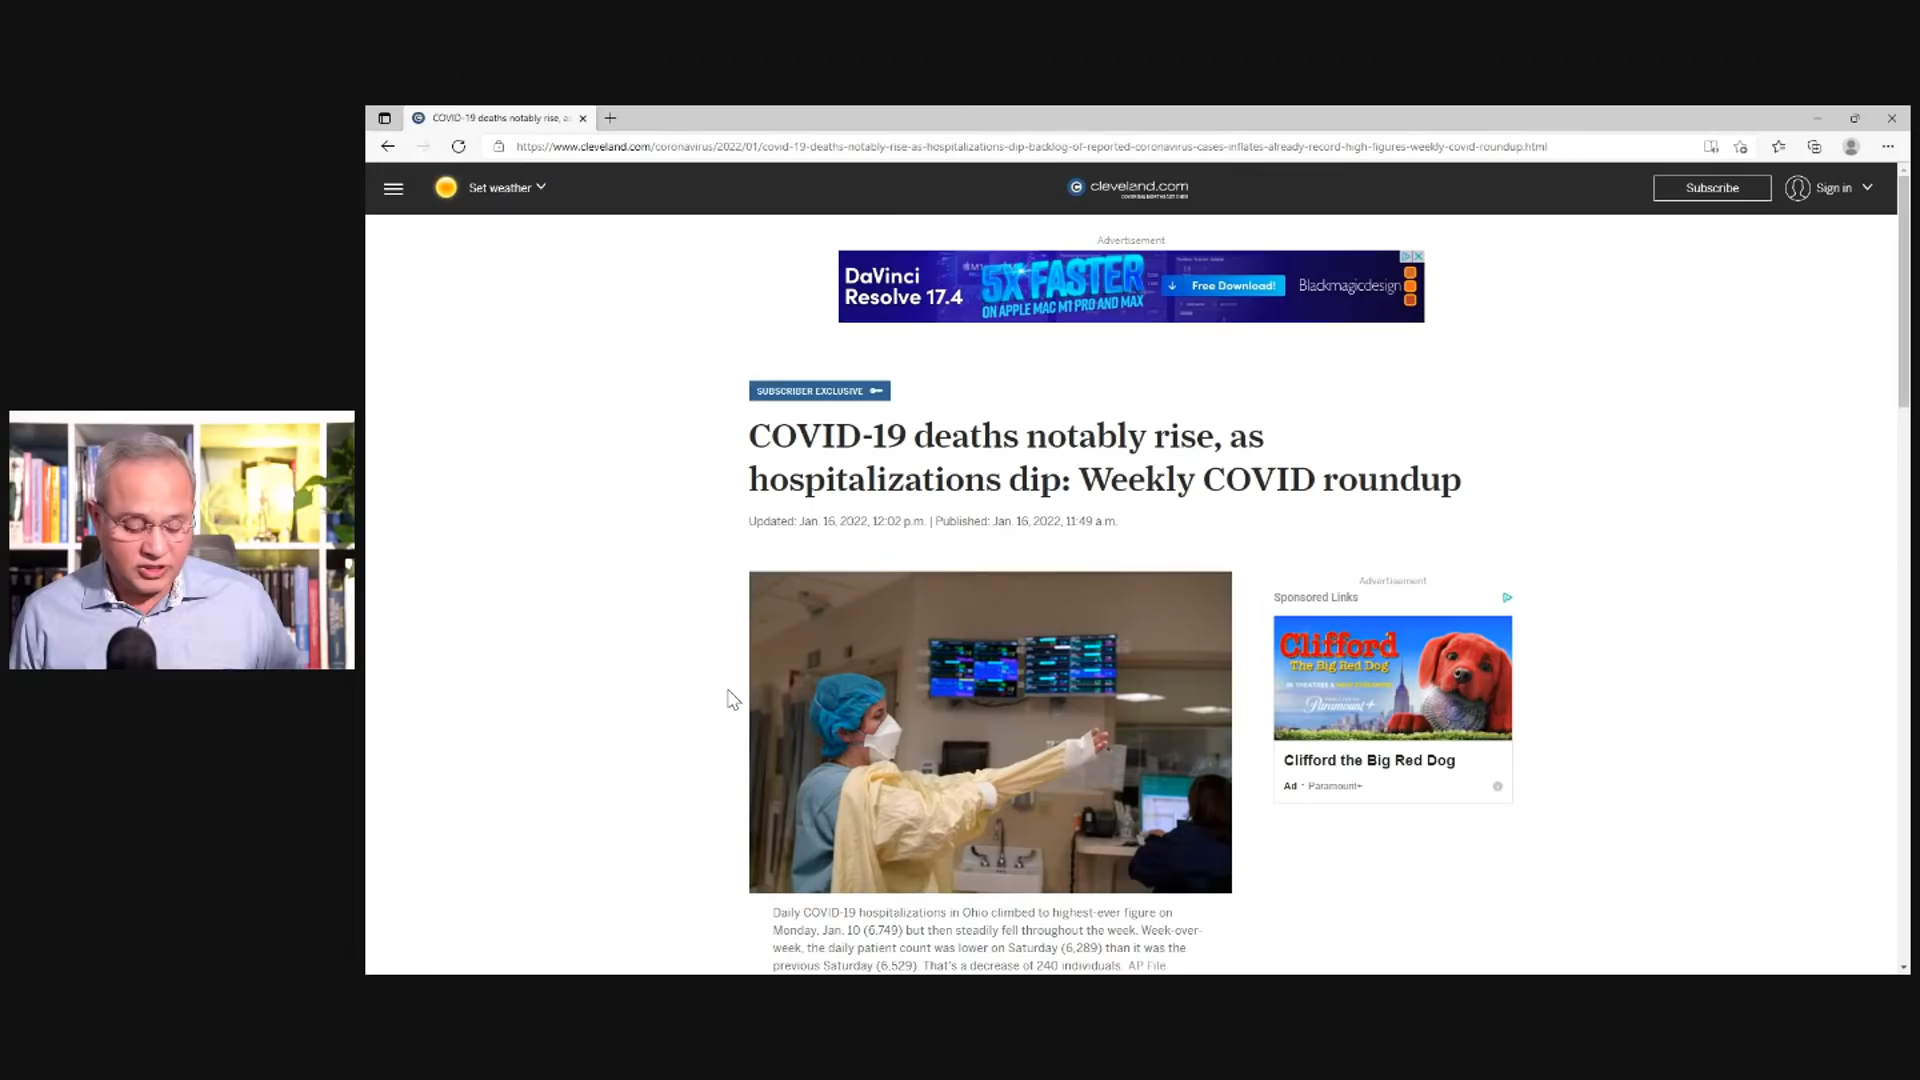 COVID-19 deaths notably rise, a
https://www.cleveland.com/coronavirus/2022/01/covid-19-deaths-notably-rise-as-hospitalizations-dip-backlog-of-reported-coronavirus-cases-inflates-already-record-high-figures-weekly-covid-roundup.html
Set weather
cleveland.com
Subscribe
Sign in
Advertisement
DaVinci
Resolve 17.4
5X FASTER
ON APPLE MAC M1 PRO AND MAX
Free Download!
Blackmagicdesign
SUBSCRIBER EXCLUSIVE
COVID-19 deaths notably rise, as
hospitalizations dip: Weekly COVID roundup
Updated: Jan. 16, 2022, 12:02 p.m. | Published: Jan. 16, 2022, 11:49 a.m.
Advertisement
Sponsored Links
Clifford
The Big Red Dog
Paramount+
Clifford the Big Red Dog
Ad · Paramount+
Daily COVID-19 hospitalizations in Ohio climbed to highest-ever figure on
Monday, Jan. 10 (6,749) but then steadily fell throughout the week. Week-over-
week, the daily patient count was lower on Saturday (6,289) than it was the
previous Saturday (6,529). That's a decrease of 240 individuals. AP File